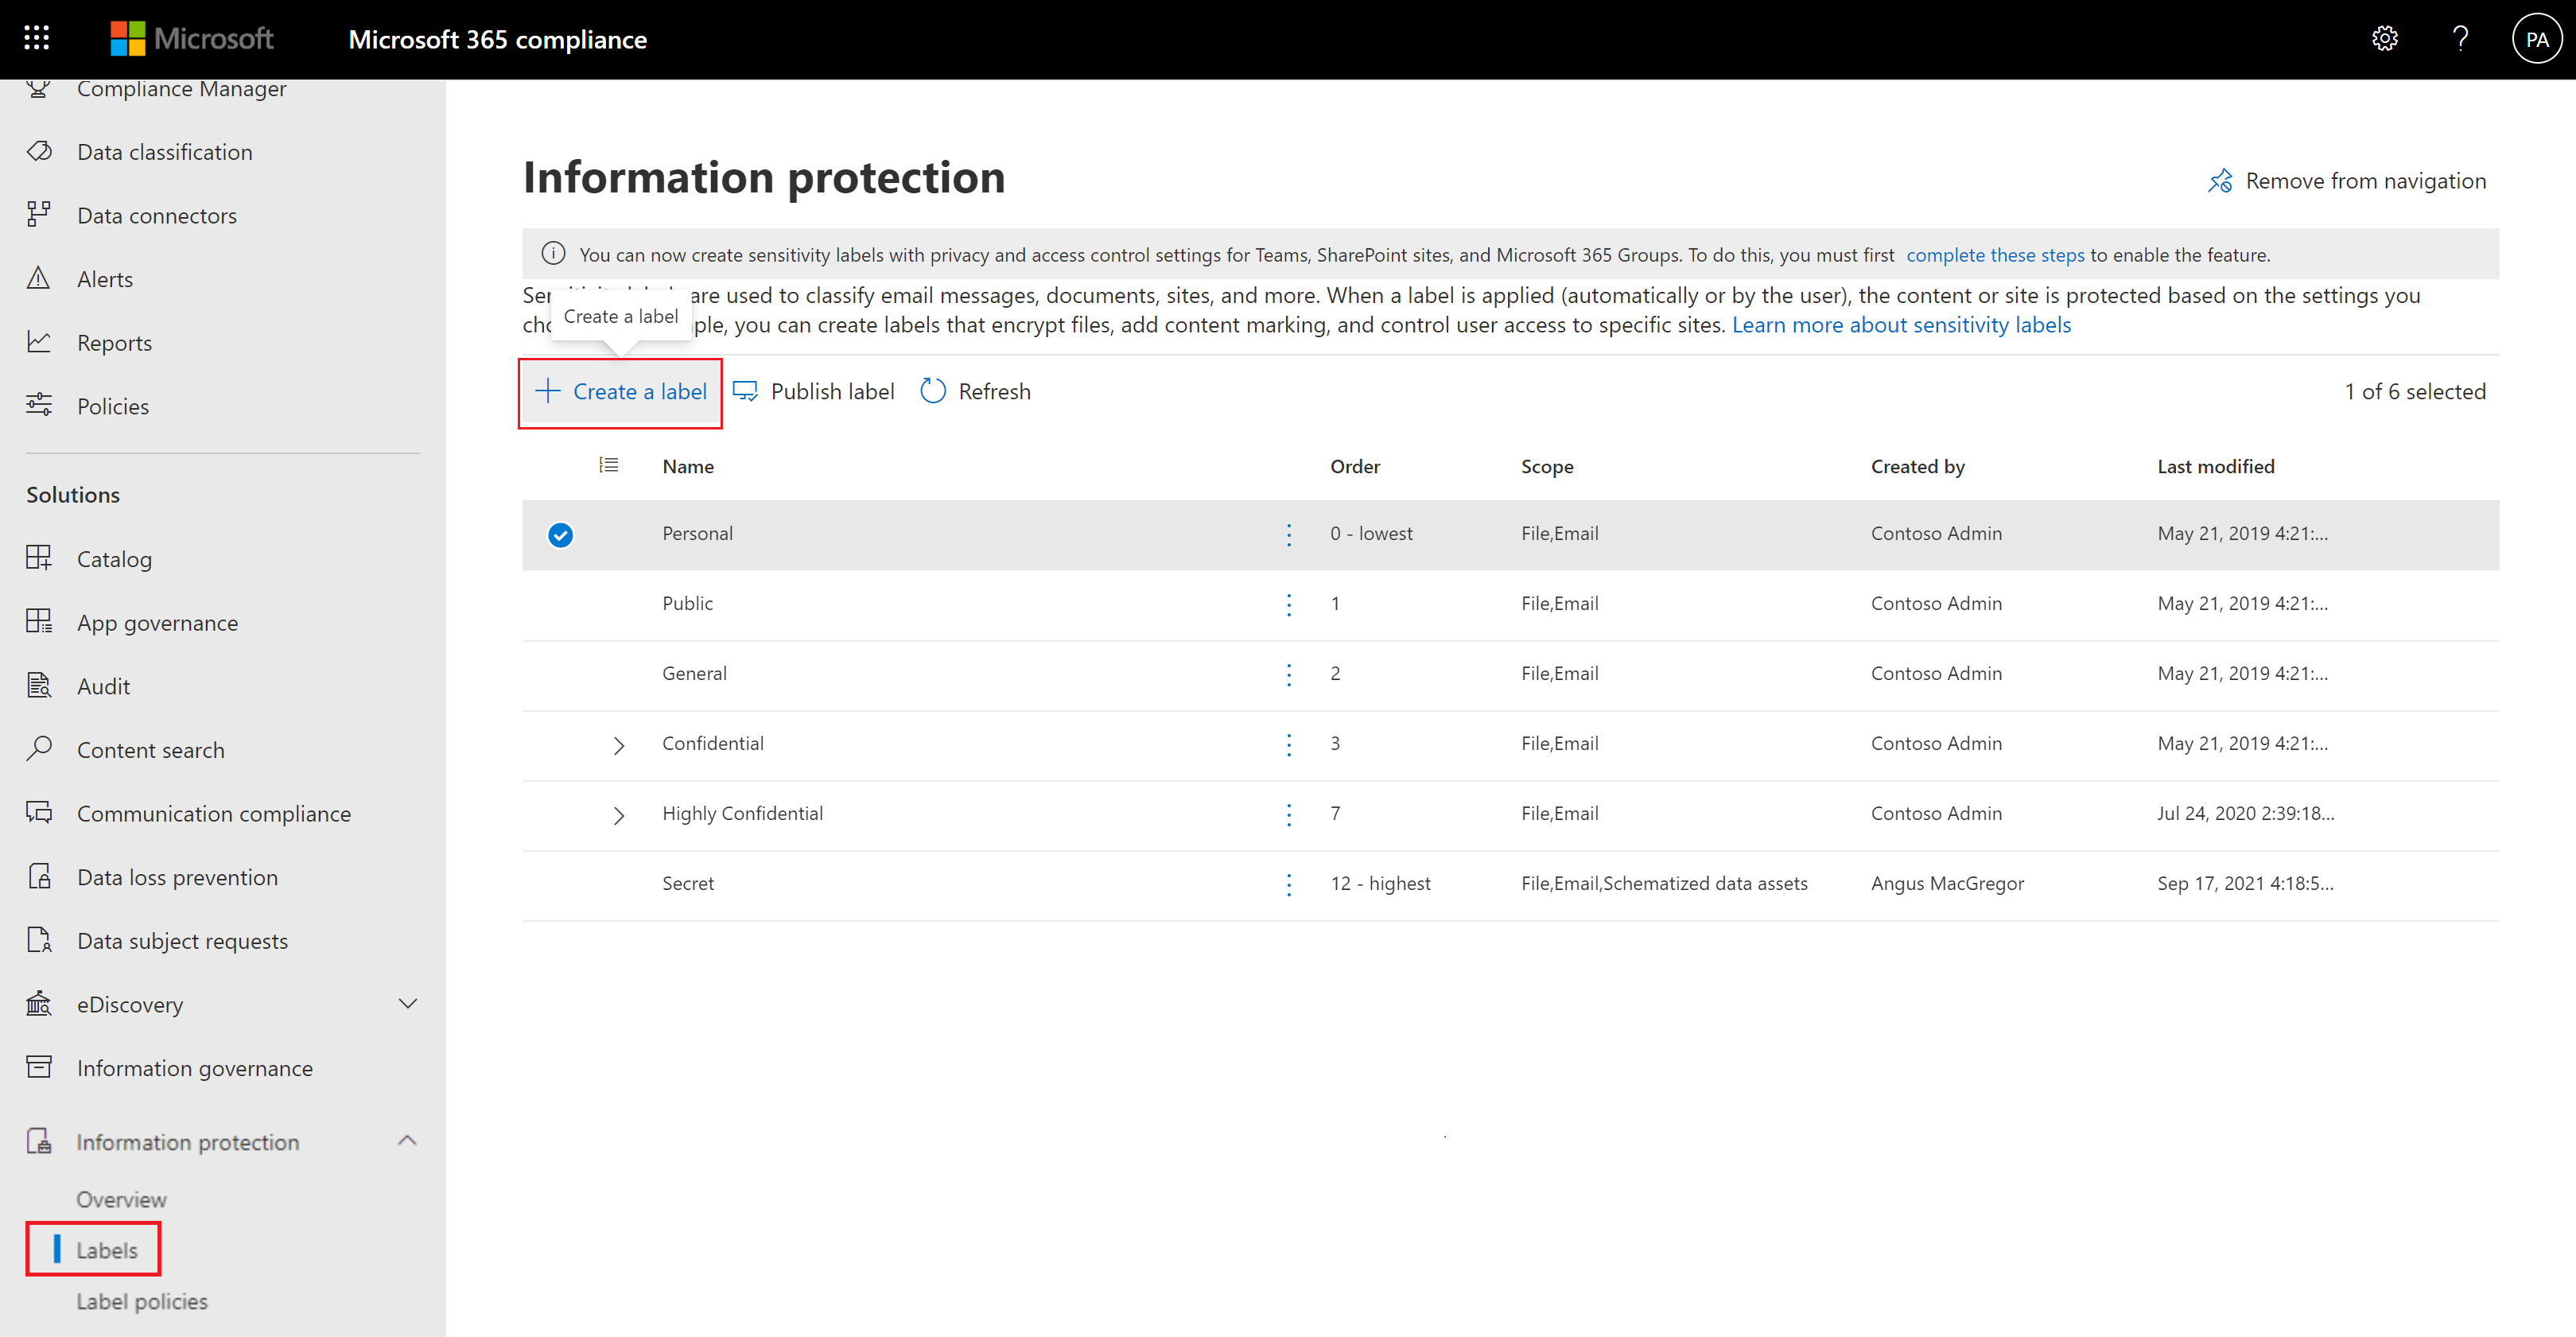 Microsoft
Microsoft 365 compliance
?
PA
Compliance Manager
Data classification
Data connectors
Alerts
Reports
Policies
Solutions
Catalog
App governance
Audit
Content search
Communication compliance
Data loss prevention
Data subject requests
eDiscovery
Information governance
Information protection
Overview
Labels
Label policies
Information protection
Remove from navigation
You can now create sensitivity labels with privacy and access control settings for Teams, SharePoint sites, and Microsoft 365 Groups. To do this, you must first complete these steps to enable the feature.
are used to classify email messages, documents, sites, and more. When a label is applied (automatically or by the user), the content or site is protected based on the settings you
you can create labels that encrypt files, add content marking, and control user access to specific sites. Learn more about sensitivity labels
Create a label
Create a label
Publish label
Refresh
1 of 6 selected
Name Order Scope Created by Last modified
Personal 0 - lowest File,Email Contoso Admin May 21, 2019 4:21:...
Public 1 File,Email Contoso Admin May 21, 2019 4:21:...
General 2 File,Email Contoso Admin May 21, 2019 4:21:...
Confidential 3 File,Email Contoso Admin May 21, 2019 4:21:...
Highly Confidential 7 File,Email Contoso Admin Jul 24, 2020 2:39:18...
Secret 12 - highest File,Email,Schematized data assets Angus MacGregor Sep 17, 2021 4:18:5...